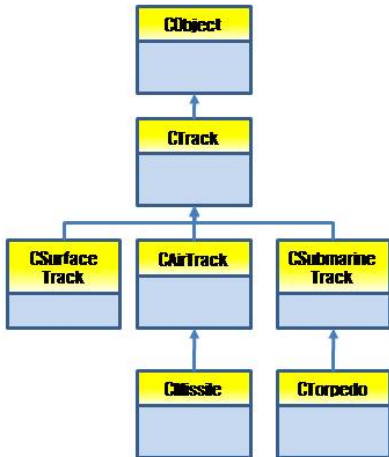 CObject
CTrack
CSurface
Track
CAirTrack
CSubmarine
Track
CMissile
CTorpedo